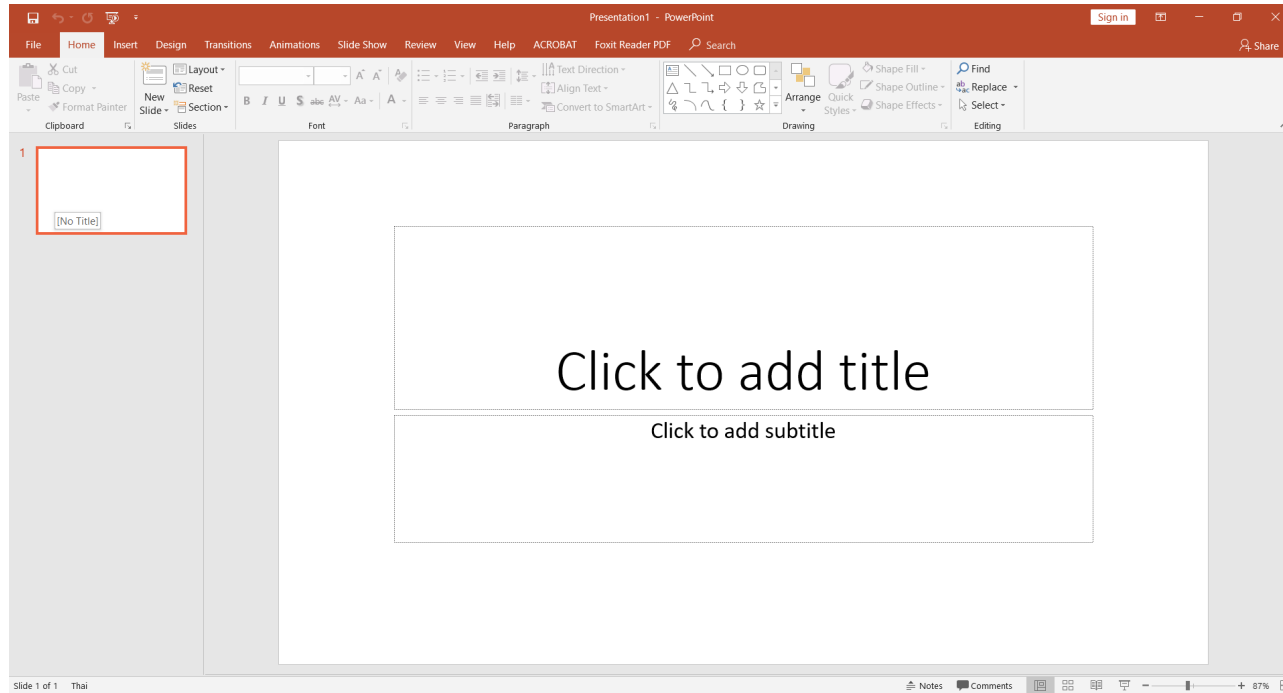 Presentation1 - PowerPoint
Sign in
File Home Insert Design Transitions Animations Slide Show Review View Help ACROBAT Foxit Reader PDF Search Share
Paste
Cut
Copy
Format Painter
Clipboard
New
Slide
Layout
Reset
Section
Slides
B I U S abc AV Aa A
Font
Text Direction
Align Text
Convert to SmartArt
Paragraph
Arrange
Quick
Styles
Shape Fill
Shape Outline
Shape Effects
Drawing
Find
Replace
Select
Editing
1
[No Title]
Click to add title
Click to add subtitle
Slide 1 of 1 Thai
Notes Comments 87%